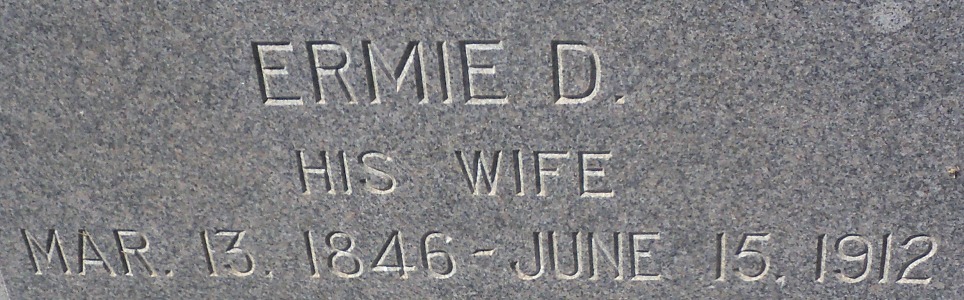 ERMIE D.
HIS WIFE
MAR. 13. 1846 - JUNE 15, 1912